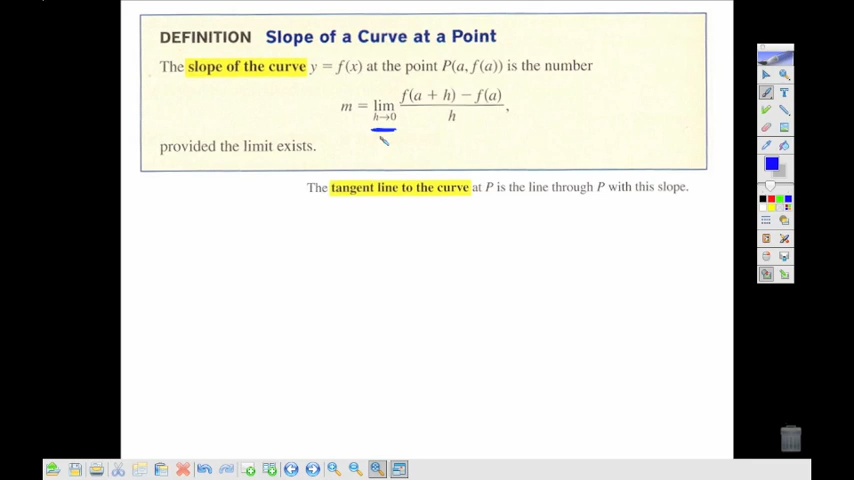 DEFINITION Slope of a Curve at a Point
The slope of the curve y = f(x) at the point P(a, f(a)) is the number
m = lim h→0 f(a + h) − f(a) / h,
provided the limit exists.
The tangent line to the curve at P is the line through P with this slope.